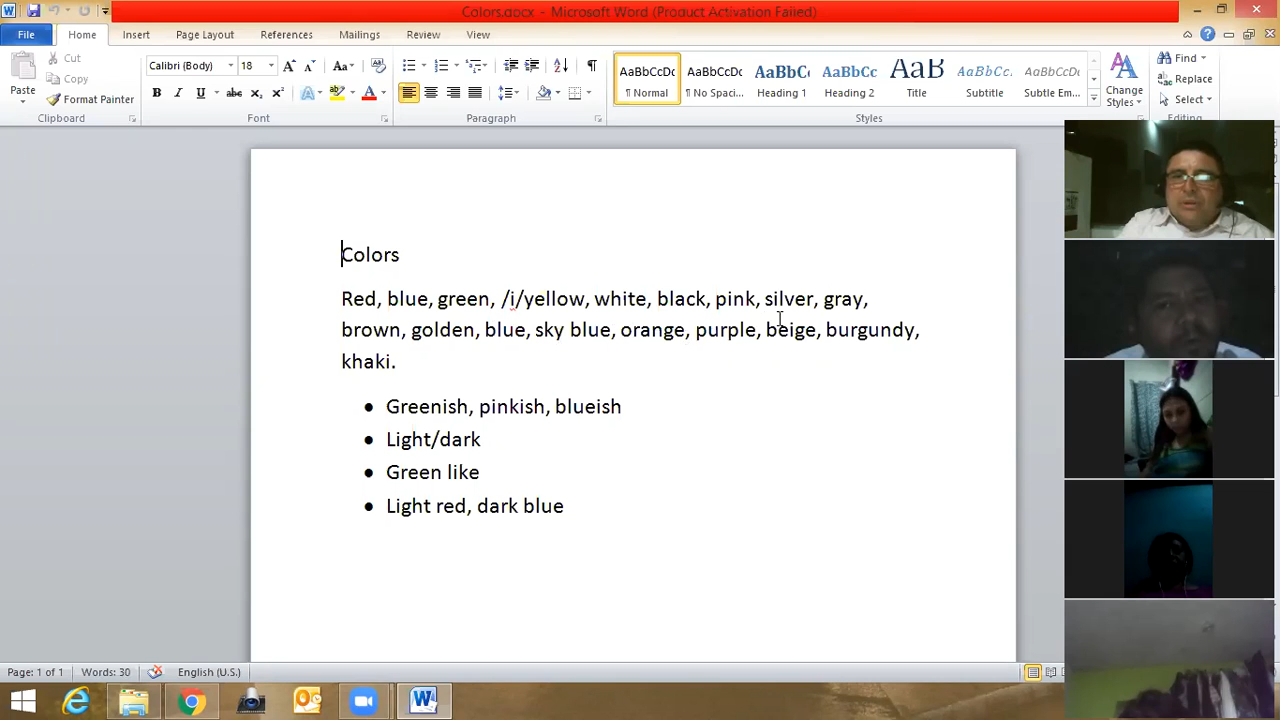 Colors.docx - Microsoft Word (Product Activation Failed)
File Home Insert Page Layout References Mailings Review View
Paste Cut Copy Format Painter
Calibri (Body) 18
AaBbCcDc AaBbCcDc AaBbC AaBbCc AaB AaBbCcL AaBbCcDc
¶ Normal ¶ No Spaci... Heading 1 Heading 2 Title Subtitle Subtle Em...
Change Styles
Find
Replace
Select
Clipboard Font Paragraph Styles Editing
Colors
Red, blue, green, /i/yellow, white, black, pink, silver, gray,
brown, golden, blue, sky blue, orange, purple, beige, burgundy,
khaki.
• Greenish, pinkish, blueish
• Light/dark
• Green like
• Light red, dark blue
Page: 1 of 1 Words: 30 English (U.S.)